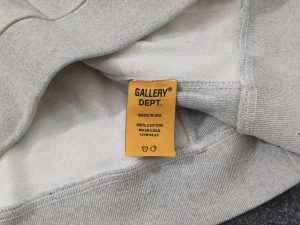 GALLERY®
DEPT.
MADE IN USA
100% COTTON
WASH COLD
LOW HEAT